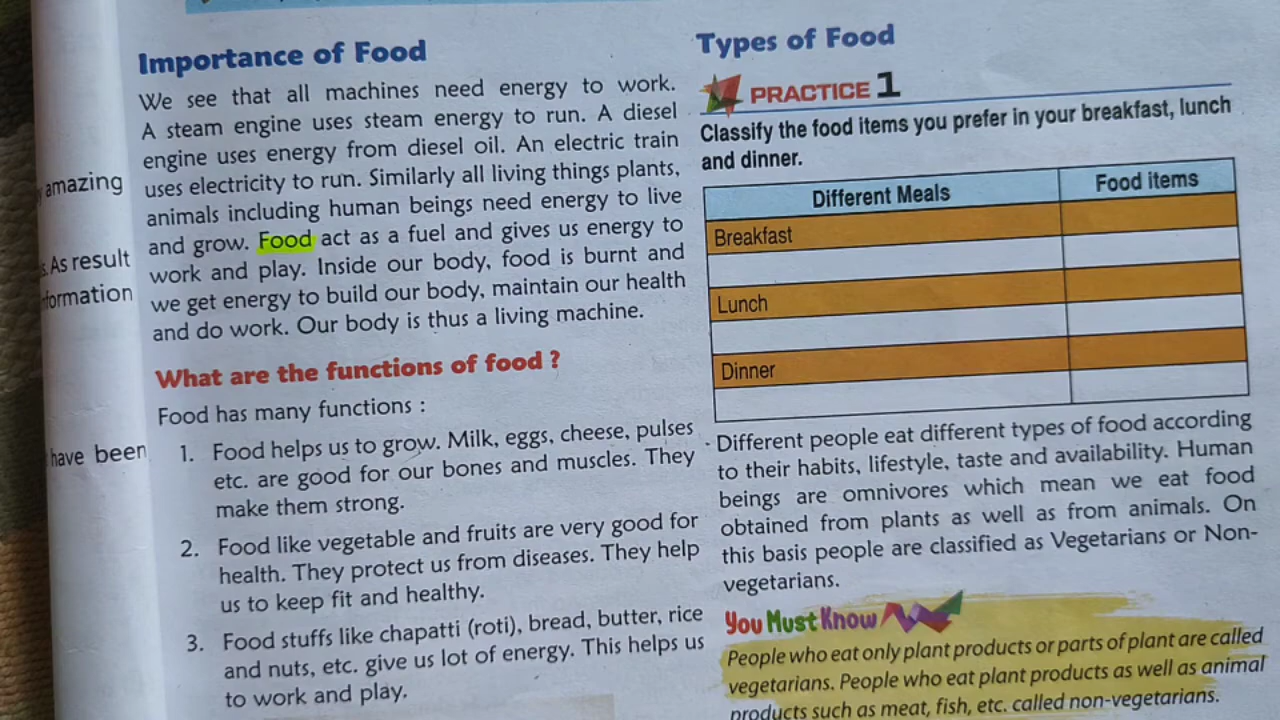 amazing
As result
formation
have been
Importance of Food
We see that all machines need energy to work.
A steam engine uses steam energy to run. A diesel
engine uses energy from diesel oil. An electric train
uses electricity to run. Similarly all living things plants,
animals including human beings need energy to live
and grow. Food act as a fuel and gives us energy to
work and play. Inside our body, food is burnt and
we get energy to build our body, maintain our health
and do work. Our body is thus a living machine.
What are the functions of food ?
Food has many functions :
1. Food helps us to grow. Milk, eggs, cheese, pulses
etc. are good for our bones and muscles. They
make them strong.
2. Food like vegetable and fruits are very good for
health. They protect us from diseases. They help
us to keep fit and healthy.
3. Food stuffs like chapatti (roti), bread, butter, rice
and nuts, etc. give us lot of energy. This helps us
to work and play.
Types of Food
PRACTICE 1
Classify the food items you prefer in your breakfast, lunch
and dinner.
Different Meals Food items
Breakfast
Lunch
Dinner
Different people eat different types of food according
to their habits, lifestyle, taste and availability. Human
beings are omnivores which mean we eat food
obtained from plants as well as from animals. On
this basis people are classified as Vegetarians or Non-
vegetarians.
You Must Know
People who eat only plant products or parts of plant are called
vegetarians. People who eat plant products as well as animal
products such as meat, fish, etc. called non-vegetarians.